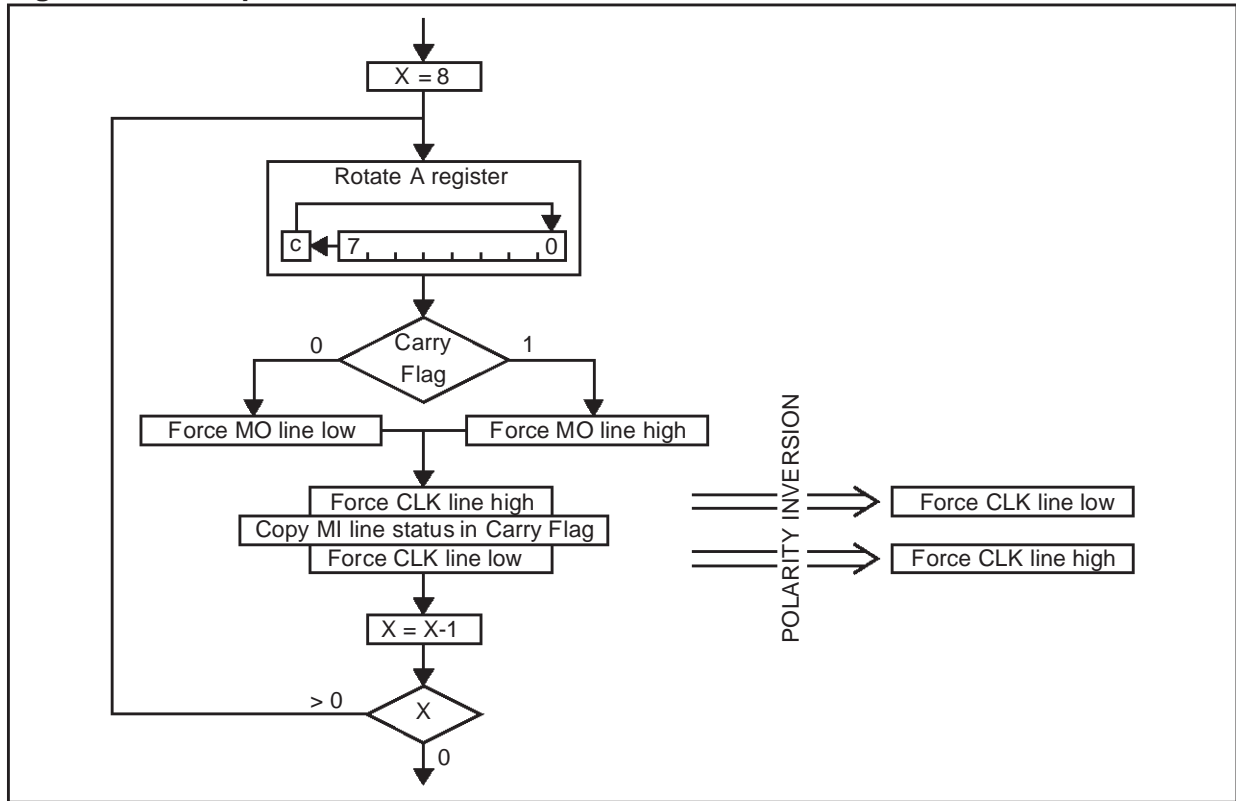 X = 8
Rotate A register
c
7 0
Carry
Flag
0
1
Force MO line low
Force MO line high
Force CLK line high
Copy MI line status in Carry Flag
Force CLK line low
X = X-1
> 0
X
0
POLARITY INVERSION
Force CLK line low
Force CLK line high